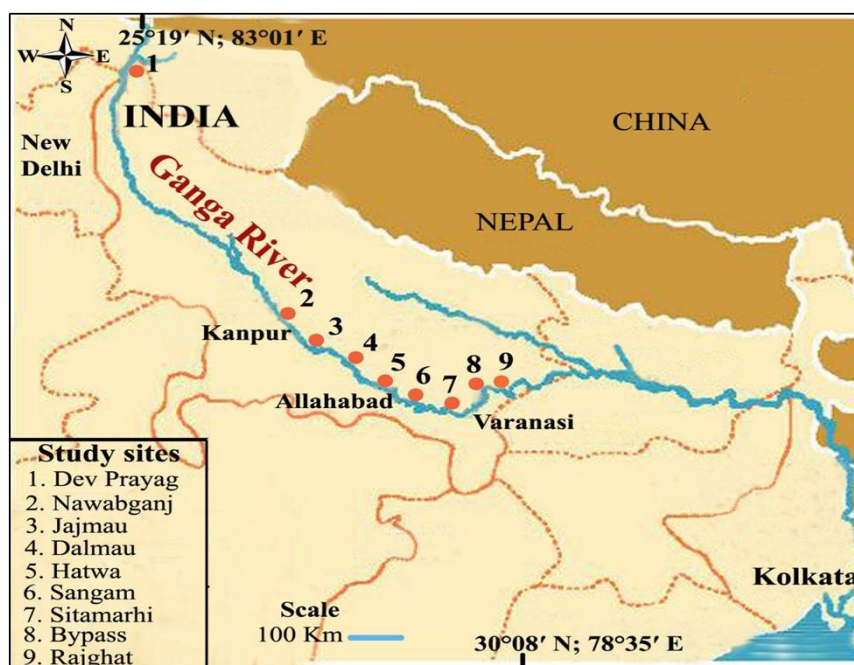 25°19′ N; 83°01′ E
N
W E
S
1
INDIA
CHINA
New
Delhi
Ganga River
NEPAL
2
Kanpur
3
4
5
6
7
8
9
Allahabad
Varanasi
Study sites
1. Dev Prayag
2. Nawabganj
3. Jajmau
4. Dalmau
5. Hatwa
6. Sangam
7. Sitamarhi
8. Bypass
9. Rajghat
Scale
100 Km
Kolkata
30°08′ N; 78°35′ E